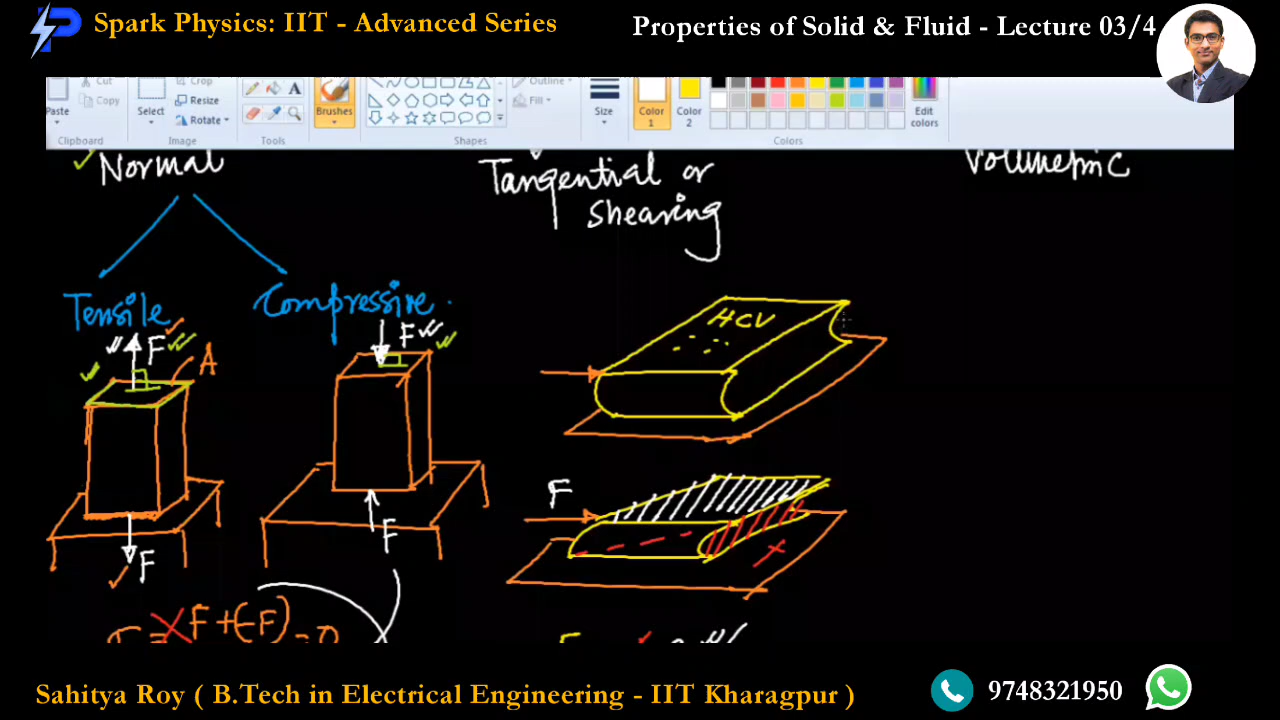 Spark Physics: IIT - Advanced Series
Properties of Solid & Fluid - Lecture 03/4
Paste
Cut
Copy
Clipboard
Select
Crop
Resize
Rotate
Image
A
Tools
Brushes
Shapes
Outline
Fill
Size
Color 1
Color 2
Edit colors
Colors
Normal
Tangential or
Shearing
Volumetric
Tensile
Compressive
F
A
F
HCV
F
F
F
F + (-F)
Sahitya Roy ( B.Tech in Electrical Engineering - IIT Kharagpur )
9748321950